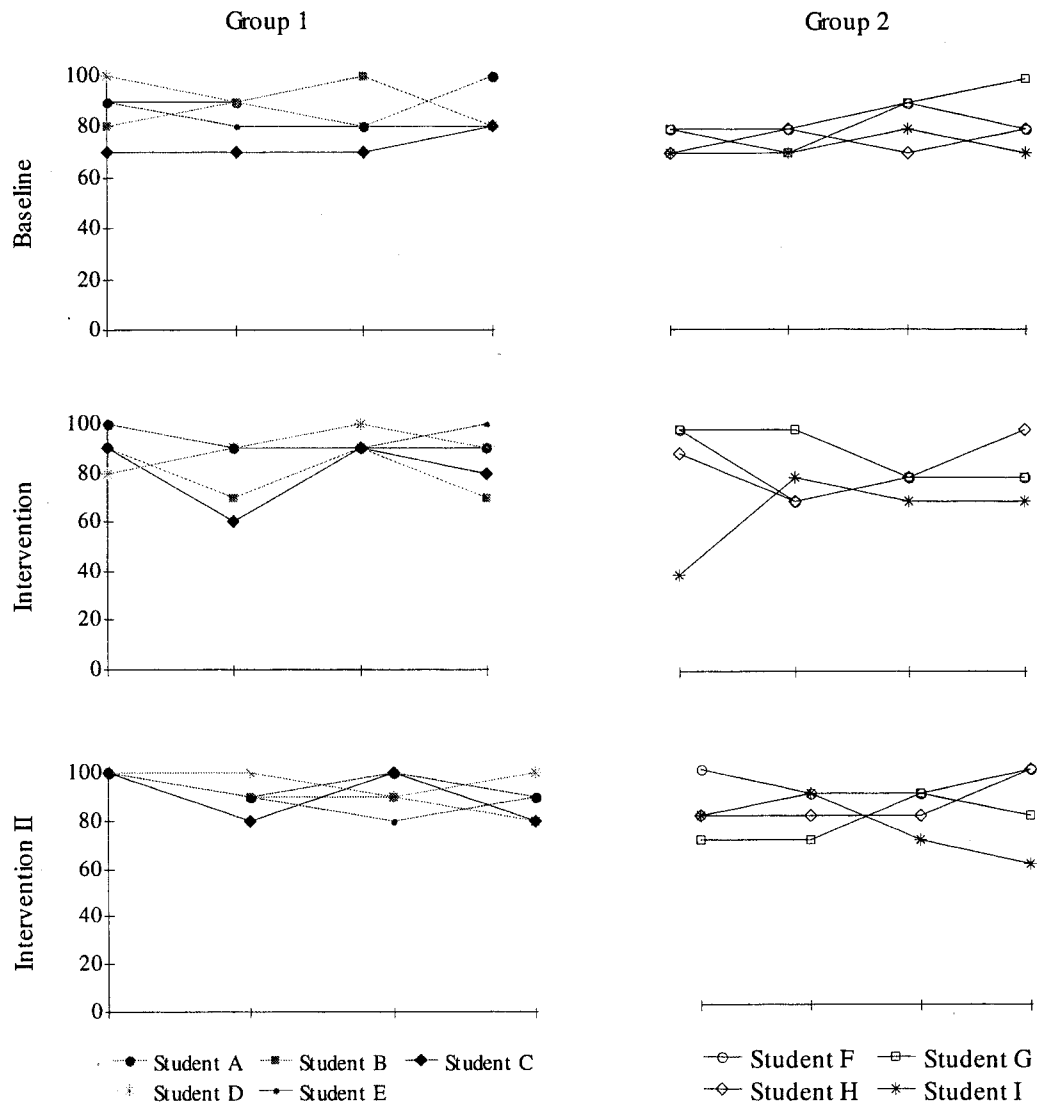 Group 1
Group 2
Baseline
100
80
60
40
20
0
Intervention
100
80
60
40
20
0
Intervention II
100
80
60
40
20
0
Student A Student B Student C
Student D Student E
Student F Student G
Student H Student I